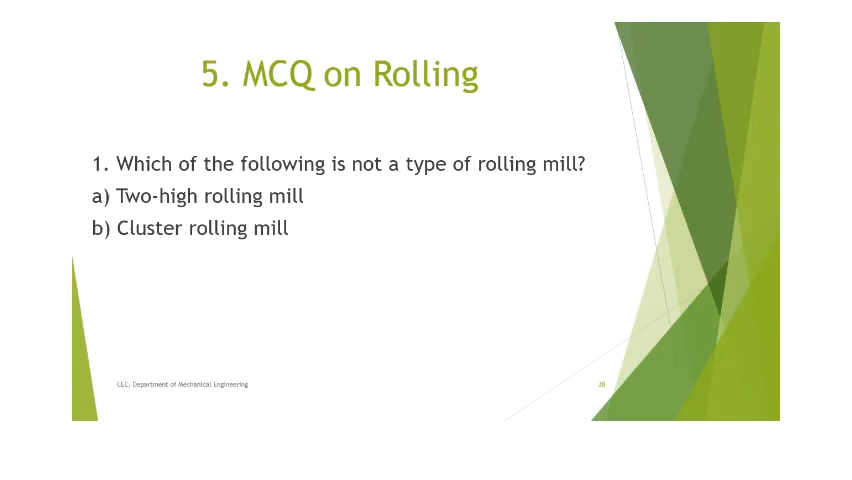 5. MCQ on Rolling
1. Which of the following is not a type of rolling mill?
a) Two-high rolling mill
b) Cluster rolling mill
CEC, Department of Mechanical Engineering
28